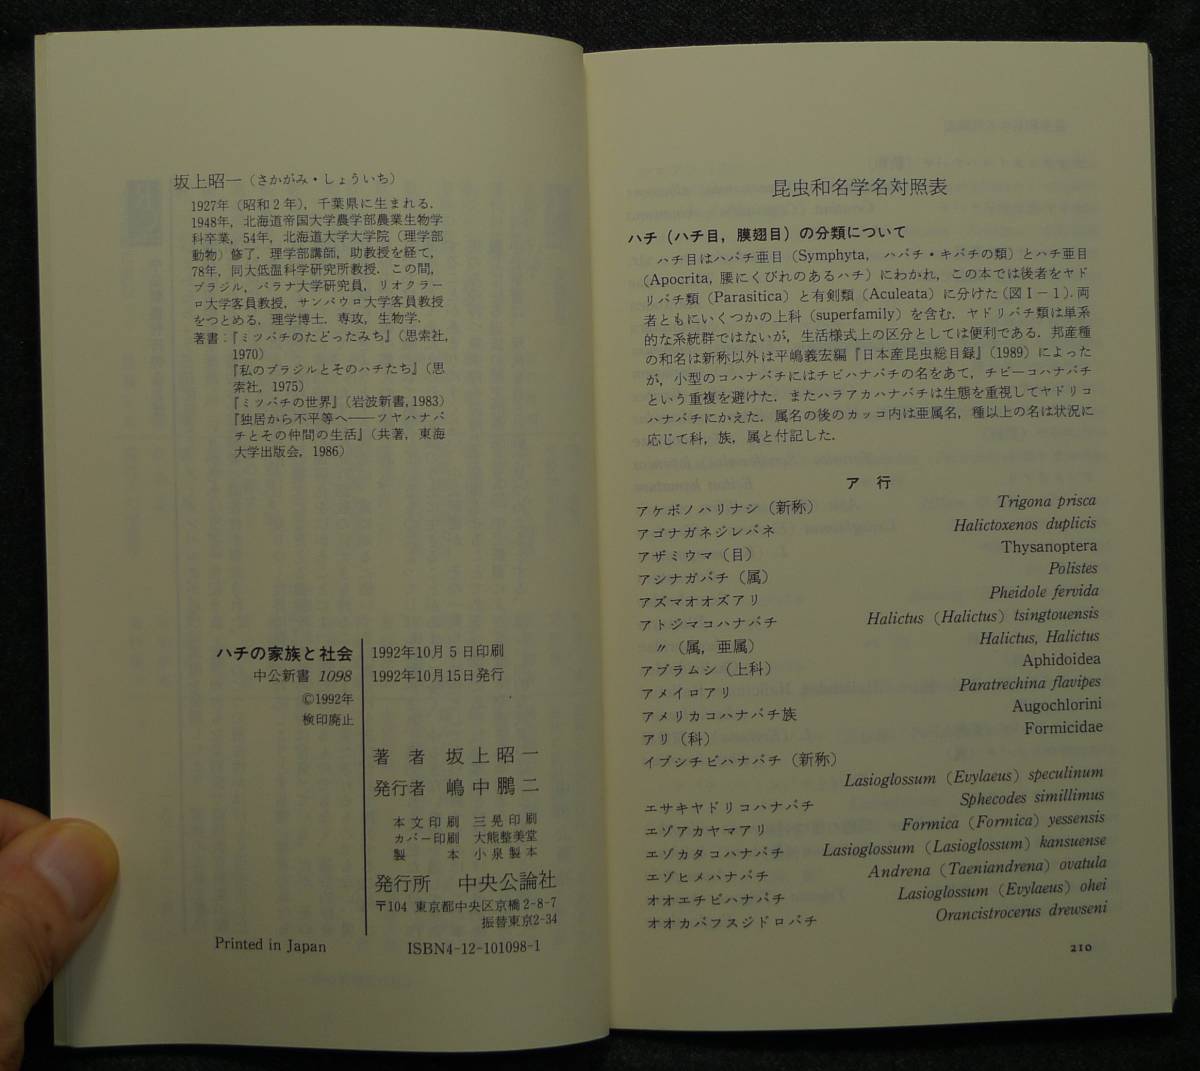 坂上昭一（さかがみ・しょういち）
1927年（昭和２年），千葉県に生まれる．
1948年，北海道帝国大学農学部農業生物学
科卒業，54年，北海道大学大学院（理学部
動物）修了．理学部講師，助教授を経て，
78年，同大低温科学研究所教授．この間，
ブラジル，パラナ大学研究員，リオクラー
ロ大学客員教授，サンパウロ大学客員教授
をつとめる．理学博士．専攻，生物学．
著書：『ミツバチのたどったみち』（思索社，
1970）
『私のブラジルとそのハチたち』（思
索社，1975）
『ミツバチの世界』（岩波新書，1983）
『独居から不平等へ――ツヤハナバ
チとその仲間の生活』（共著，東海
大学出版会，1986）
ハチの家族と社会
中公新書 1098
©1992年
検印廃止
1992年10月５日印刷
1992年10月15日発行
著　者　坂上昭一
発行者　嶋中鵬二
本文印刷　三晃印刷
カバー印刷　大熊整美堂
製　　本　小泉製本
発行所　中央公論社
〒104 東京都中央区京橋2-8-7
振替東京2-34
Printed in Japan
ISBN4-12-101098-1
昆虫和名学名対照表
ハチ（ハチ目，膜翅目）の分類について
ハチ目はハバチ亜目（Symphyta，ハバチ・キバチの類）とハチ亜目
（Apocrita, 腰にくびれのあるハチ）にわかれ，この本では後者をヤド
リバチ類（Parasitica）と有剣類（Aculeata）に分けた（図Ⅰ－１）．両
者ともにいくつかの上科（superfamily）を含む．ヤドリバチ類は単系
的な系統群ではないが，生活様式上の区分としては便利である．邦産種
の和名は新称以外は平嶋義宏編『日本産昆虫総目録』（1989）によった
が，小型のコハナバチにはチビハナバチの名をあて，チビーコハナバチ
という重複を避けた．またハラアカハナバチは生態を重視してヤドリコ
ハナバチにかえた．属名の後のカッコ内は亜属名，種以上の名は状況に
応じて科，族，属と付記した．
ア　行
アケボノハリナシ（新称）　Trigona prisca
アゴナガネジレバネ　Halictoxenos duplicis
アザミウマ（目）　Thysanoptera
アシナガバチ（属）　Polistes
アズマオオズアリ　Pheidole fervida
アトジマコハナバチ　Halictus (Halictus) tsingtouensis
〃（属，亜属）　Halictus, Halictus
アブラムシ（上科）　Aphidoidea
アメイロアリ　Paratrechina flavipes
アメリカコハナバチ族　Augochlorini
アリ（科）　Formicidae
イブシチビハナバチ（新称）
Lasioglossum (Evylaeus) speculinum
エサキヤドリコハナバチ　Sphecodes simillimus
エゾアカヤマアリ　Formica (Formica) yessensis
エゾカタコハナバチ　Lasioglossum (Lasioglossum) kansuense
エゾヒメハナバチ　Andrena (Taeniandrena) ovatula
オオエチビハナバチ　Lasioglossum (Evylaeus) ohei
オオカバフスジドロバチ　Orancistrocerus drewseni
210